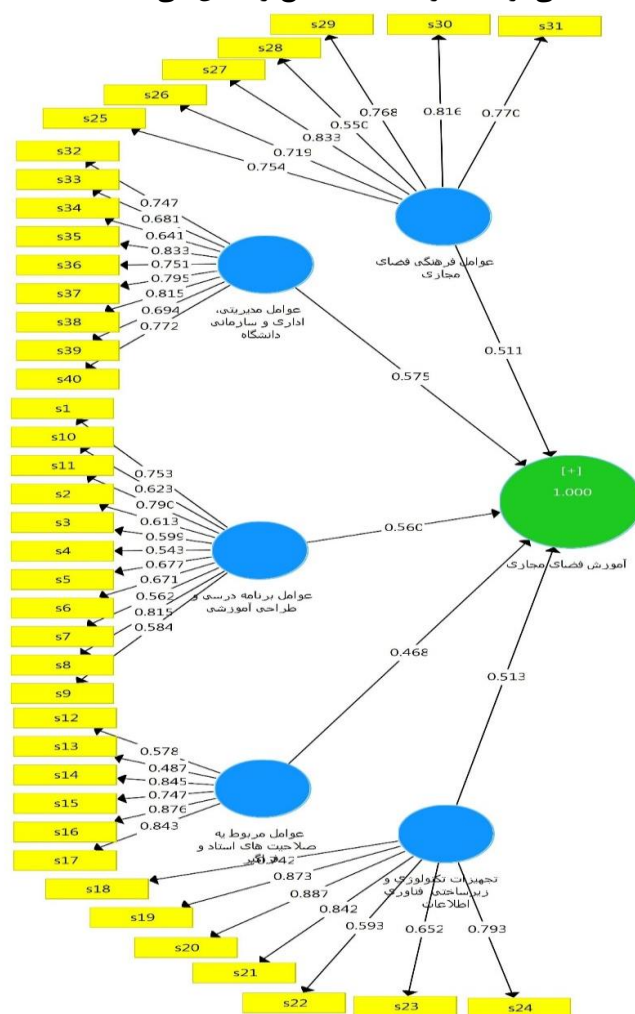 s29
s30
s31
s28
s27
s26
s25
0.768
0.816
0.770
0.550
0.833
0.719
0.754
عوامل فرهنگی فضای
مجازی
0.511
s32
s33
s34
s35
s36
s37
s38
s39
s40
0.747
0.681
0.641
0.833
0.751
0.795
0.815
0.694
0.772
عوامل مدیریتی،
اداری و سازمانی
دانشگاه
0.575
[+]
1.000
آموزش فضای مجازی
s1
s10
s11
s2
s3
s4
s5
s6
s7
s8
s9
0.753
0.623
0.790
0.613
0.599
0.543
0.677
0.671
0.562
0.815
0.584
عوامل برنامه درسی و
طراحی آموزشی
0.560
0.468
0.513
s12
s13
s14
s15
s16
s17
0.578
0.487
0.845
0.747
0.876
0.843
عوامل مربوط به
صلاحیت های استاد و
s18
s19
s20
s21
s22
s23
s24
0.742
0.873
0.887
0.842
0.593
0.652
0.793
تجهیزات تکنولوژی و
زیرساختی فناوری
اطلاعات